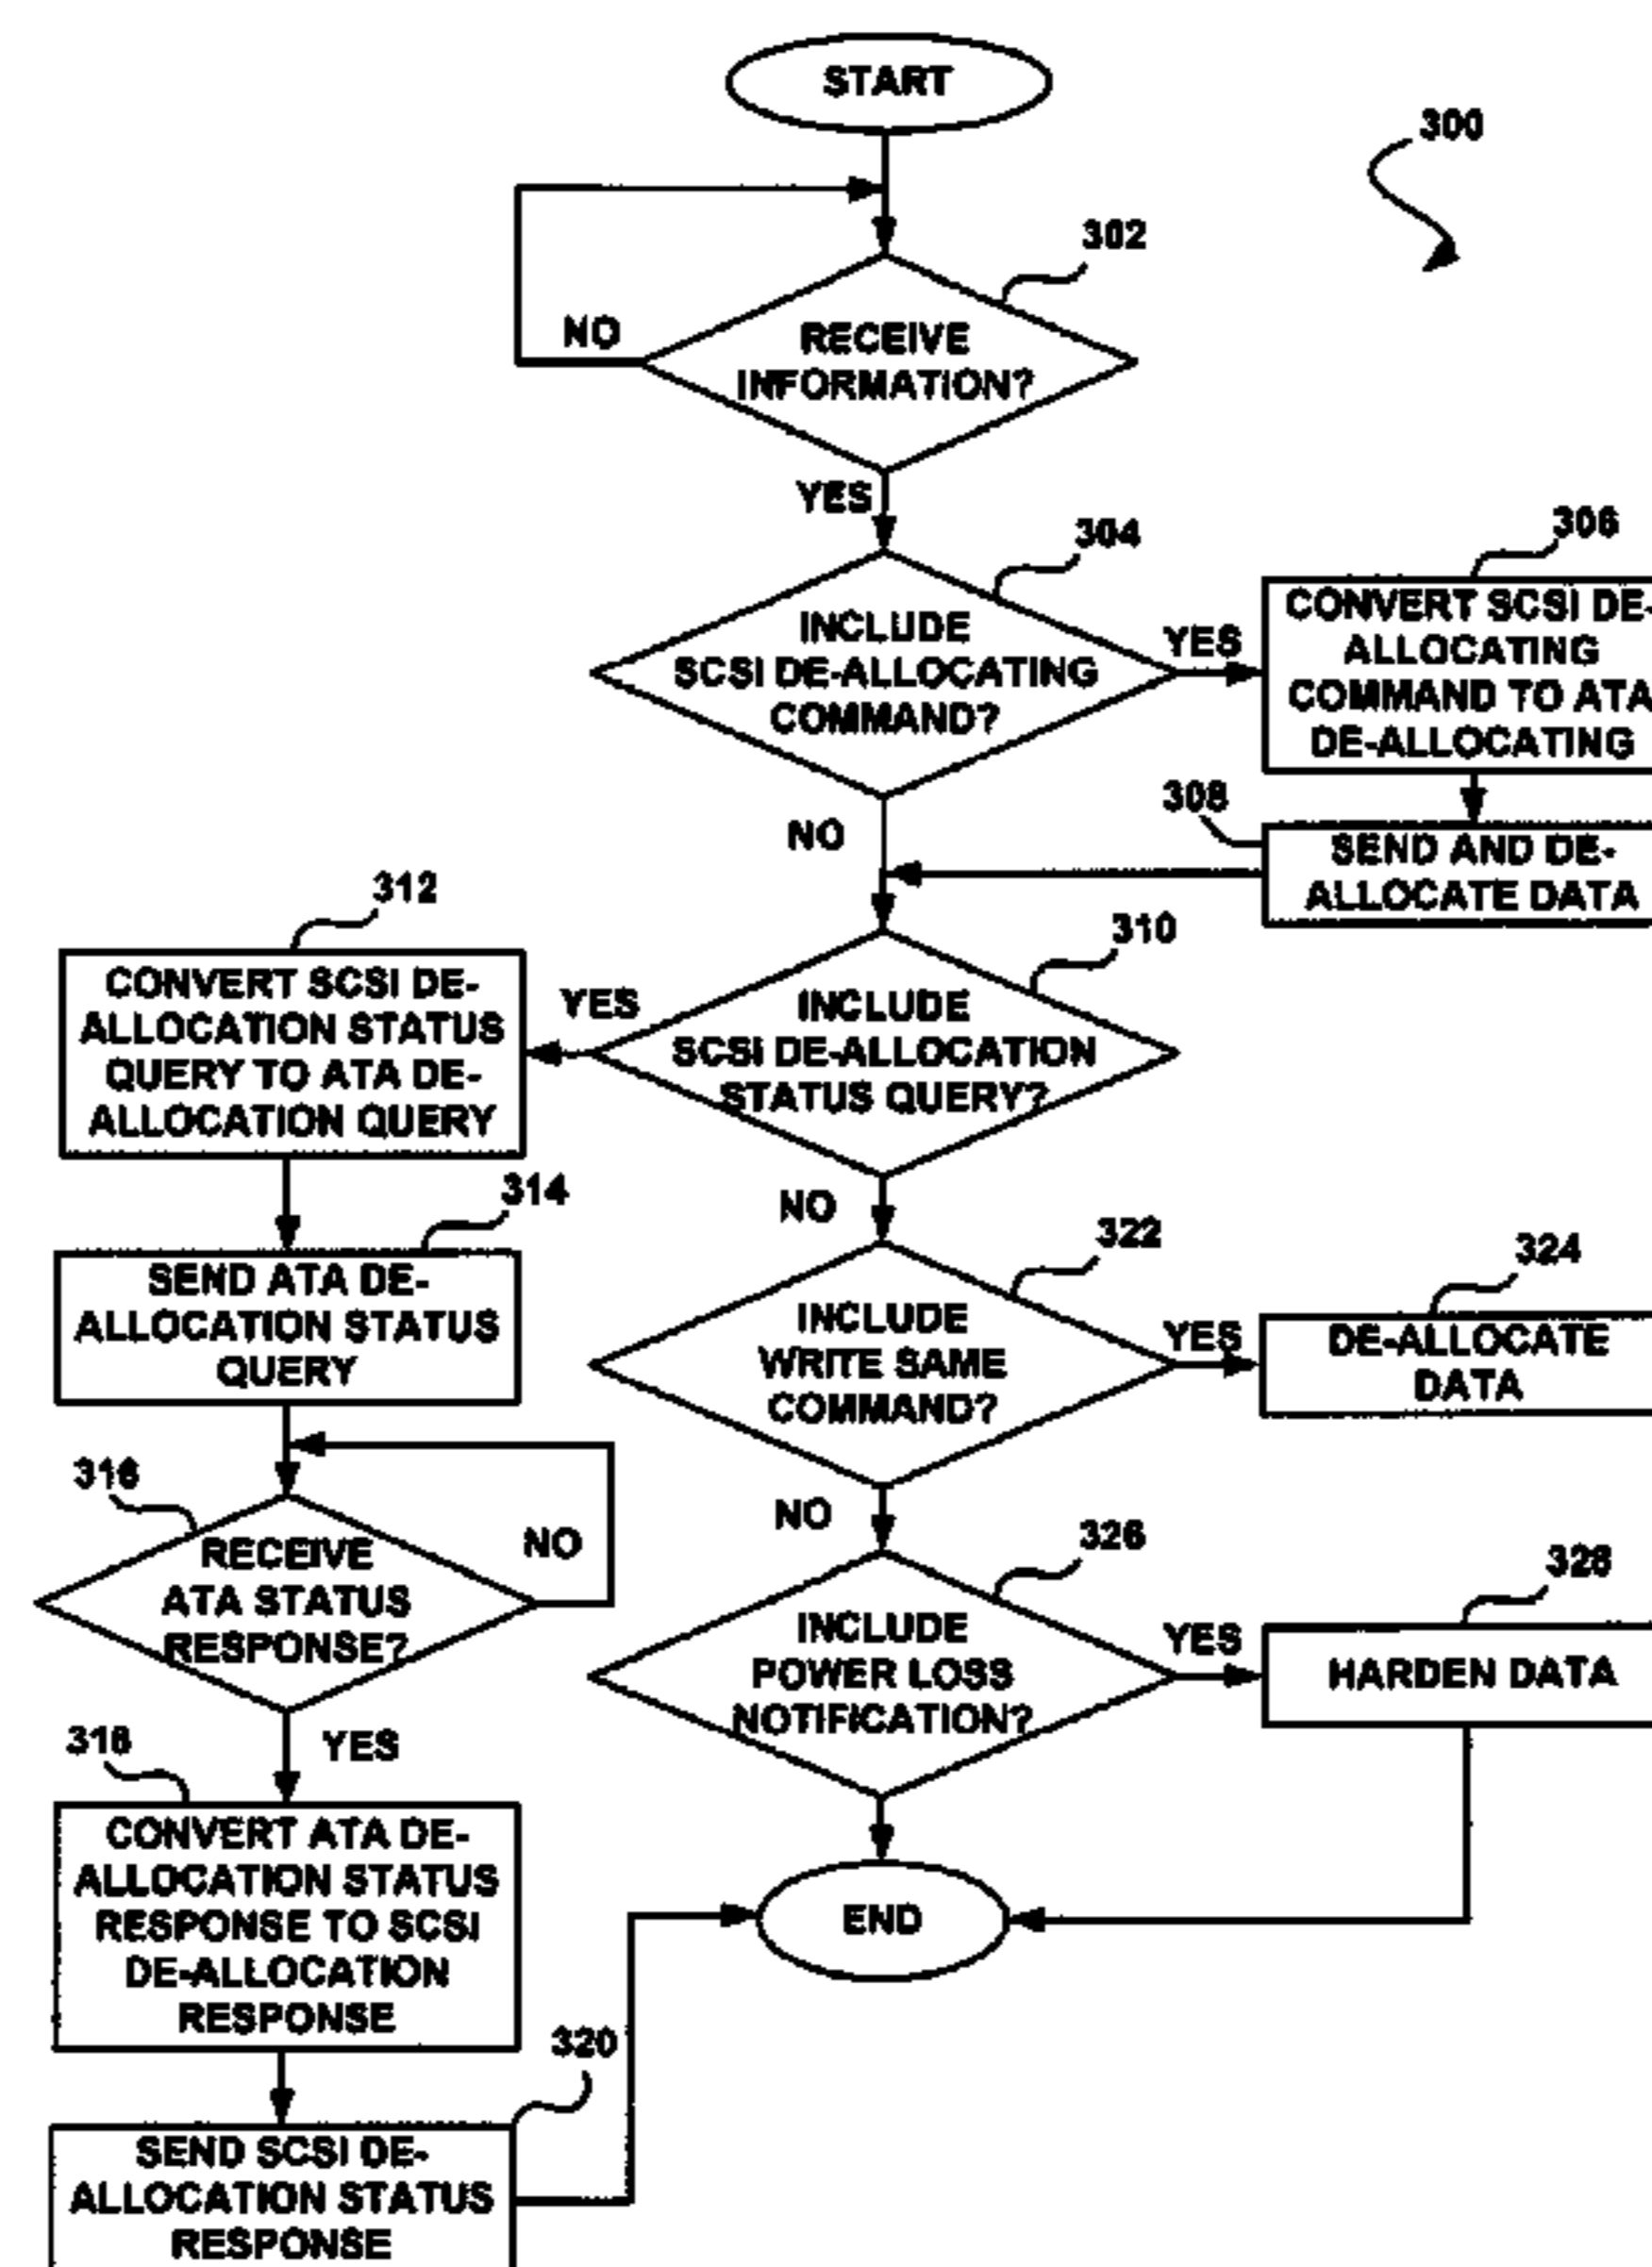 START
300
302
NO
RECEIVE
INFORMATION?
YES
304
306
INCLUDE
SCSI DE-ALLOCATING
COMMAND?
YES
CONVERT SCSI DE-
ALLOCATING
COMMAND TO ATA
DE-ALLOCATING
NO
308
SEND AND DE-
ALLOCATE DATA
312
310
CONVERT SCSI DE-
ALLOCATION STATUS
QUERY TO ATA DE-
ALLOCATION QUERY
YES
INCLUDE
SCSI DE-ALLOCATION
STATUS QUERY?
314
NO
SEND ATA DE-
ALLOCATION STATUS
QUERY
322
324
INCLUDE
WRITE SAME
COMMAND?
YES
DE-ALLOCATE
DATA
316
RECEIVE
ATA STATUS
RESPONSE?
NO
NO
326
328
INCLUDE
POWER LOSS
NOTIFICATION?
YES
HARDEN DATA
318
YES
CONVERT ATA DE-
ALLOCATION STATUS
RESPONSE TO SCSI
DE-ALLOCATION
RESPONSE
END
320
SEND SCSI DE-
ALLOCATION STATUS
RESPONSE